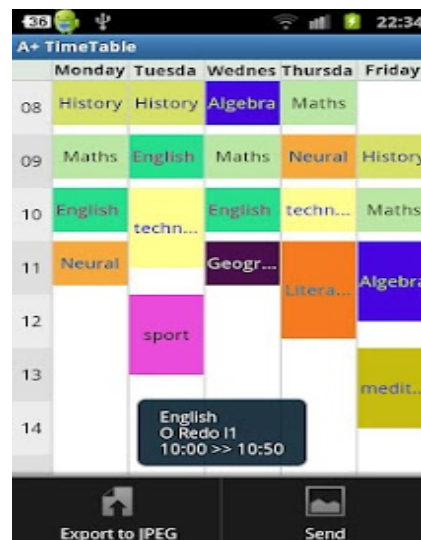 36 22:34
A+ TimeTable
Monday Tuesda Wednes Thursda Friday
08 History History Algebra Maths
09 Maths English Maths Neural History
10 English techn... English techn... Maths
11 Neural Geogr... Litera... Algebra
12 sport
13 medit...
14
English
O Redo I1
10:00 >> 10:50
Export to JPEG Send